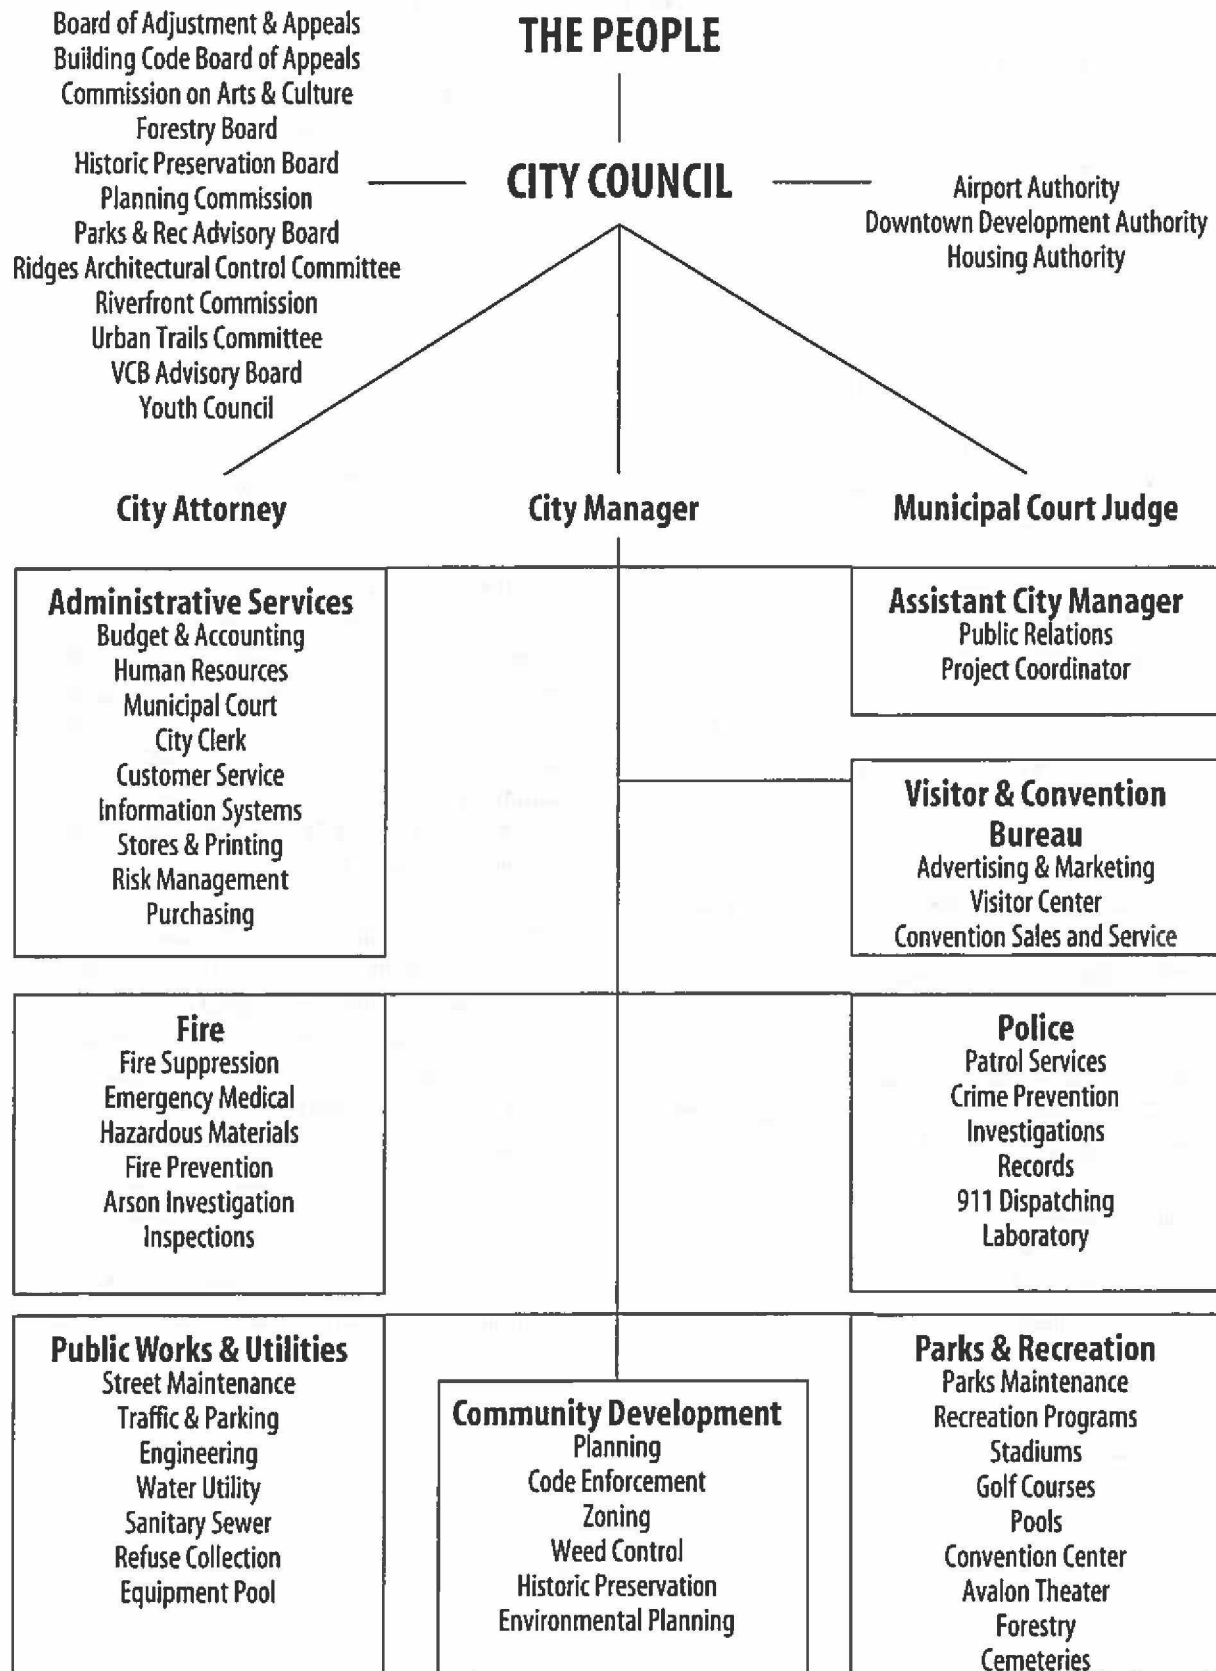 Board of Adjustment & Appeals
Building Code Board of Appeals
Commission on Arts & Culture
Forestry Board
Historic Preservation Board
Planning Commission
Parks & Rec Advisory Board
Ridges Architectural Control Committee
Riverfront Commission
Urban Trails Committee
VCB Advisory Board
Youth Council
THE PEOPLE
CITY COUNCIL
Airport Authority
Downtown Development Authority
Housing Authority
City Attorney
City Manager
Municipal Court Judge
Administrative Services
Budget & Accounting
Human Resources
Municipal Court
City Clerk
Customer Service
Information Systems
Stores & Printing
Risk Management
Purchasing
Assistant City Manager
Public Relations
Project Coordinator
Visitor & Convention
Bureau
Advertising & Marketing
Visitor Center
Convention Sales and Service
Fire
Fire Suppression
Emergency Medical
Hazardous Materials
Fire Prevention
Arson Investigation
Inspections
Police
Patrol Services
Crime Prevention
Investigations
Records
911 Dispatching
Laboratory
Public Works & Utilities
Street Maintenance
Traffic & Parking
Engineering
Water Utility
Sanitary Sewer
Refuse Collection
Equipment Pool
Community Development
Planning
Code Enforcement
Zoning
Weed Control
Historic Preservation
Environmental Planning
Parks & Recreation
Parks Maintenance
Recreation Programs
Stadiums
Golf Courses
Pools
Convention Center
Avalon Theater
Forestry
Cemeteries